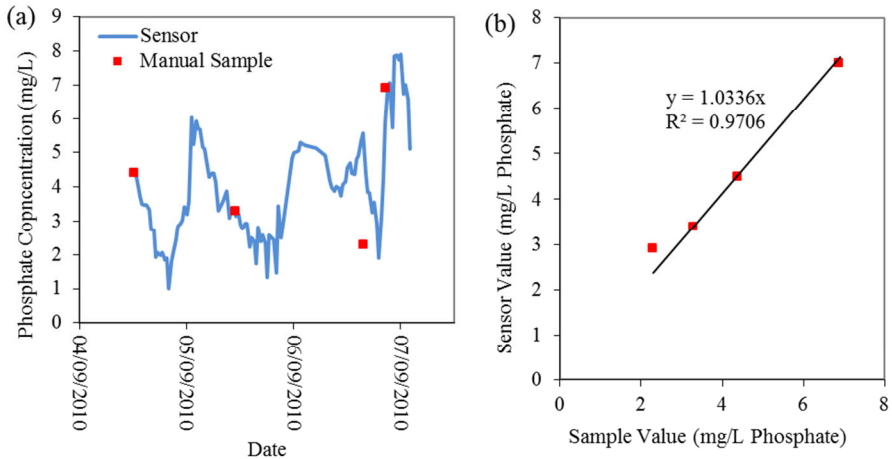 (a)
Sensor
Manual Sample
Phosphate Copncentration (mg/L)
9
8
7
6
5
4
3
2
1
0
04/09/2010
05/09/2010
06/09/2010
07/09/2010
Date
(b)
y = 1.0336x
R² = 0.9706
Sensor Value (mg/L Phosphate)
8
7
6
5
4
3
2
1
0
0 2 4 6 8
Sample Value (mg/L Phosphate)